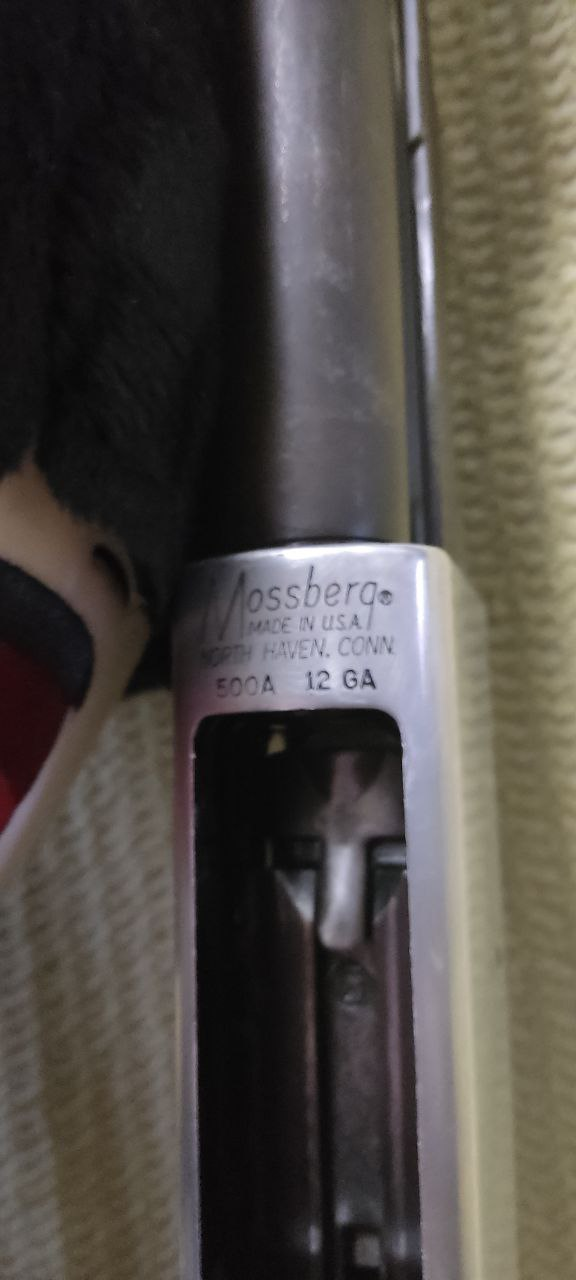 Mossberg®
MADE IN U.S.A.
NORTH HAVEN, CONN.
500A 12 GA